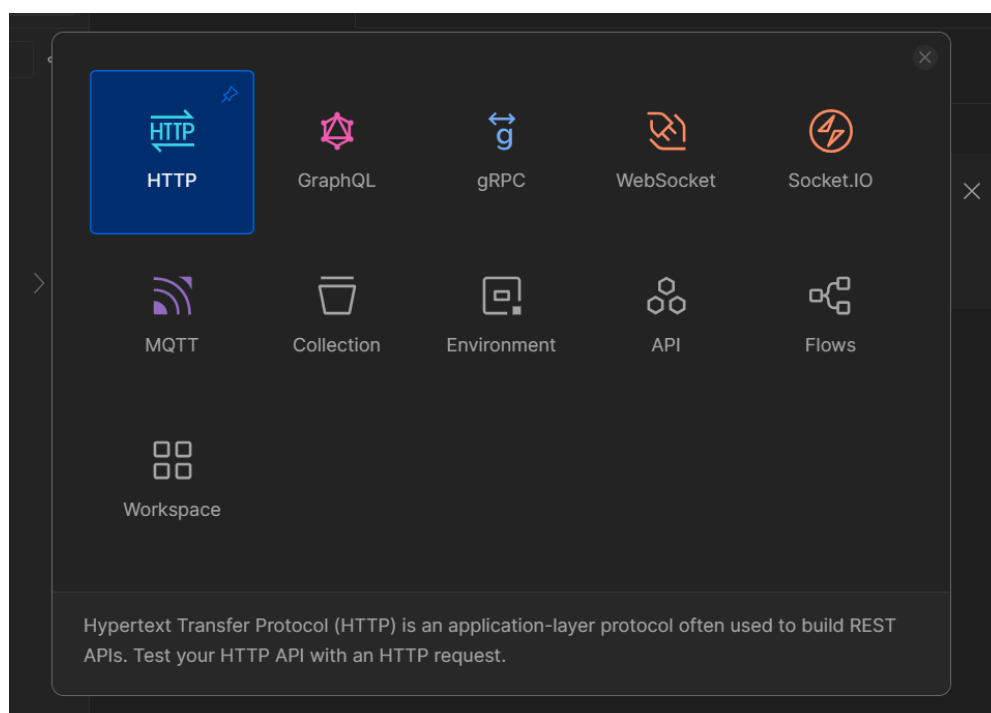 HTTP
HTTP
GraphQL
g
gRPC
WebSocket
Socket.IO
MQTT
Collection
Environment
API
Flows
Workspace
Hypertext Transfer Protocol (HTTP) is an application-layer protocol often used to build REST
APIs. Test your HTTP API with an HTTP request.